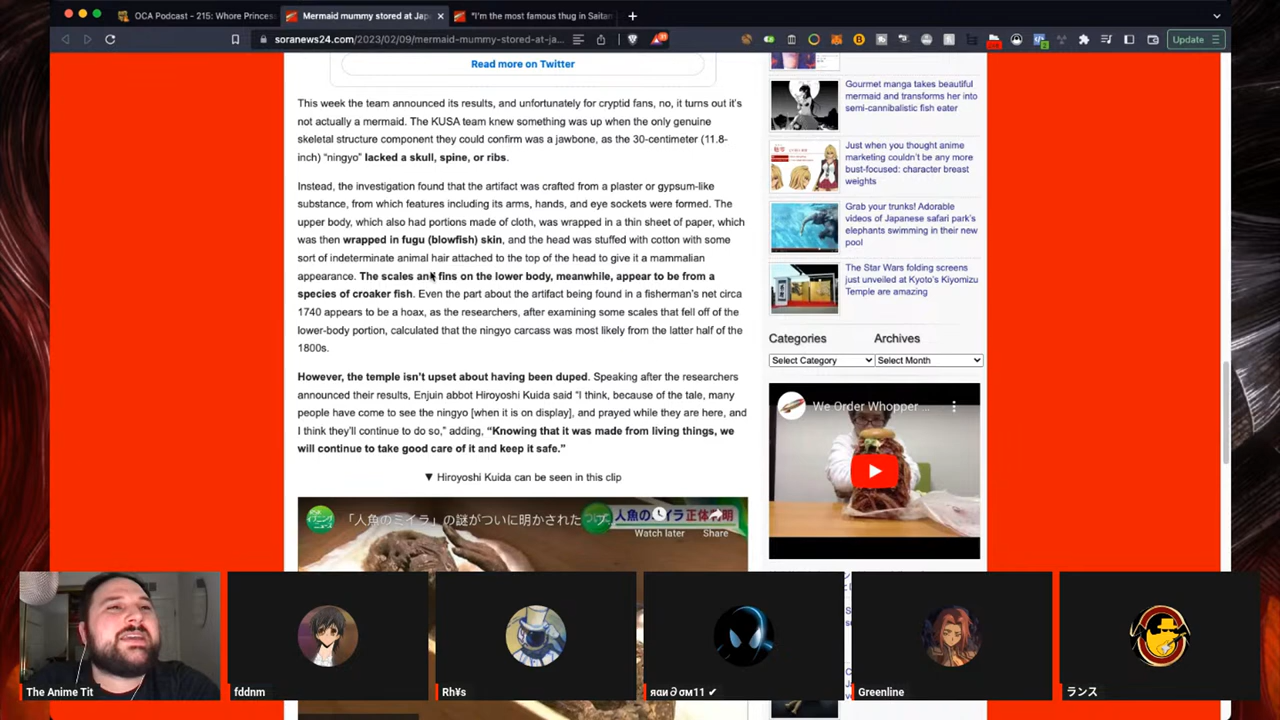 OCA Podcast - 215: Whore Princes
Mermaid mummy stored at Jap
"I'm the most famous thug in Saitan
soranews24.com/2023/02/09/mermaid-mummy-stored-at-ja...
Update
Read more on Twitter
This week the team announced its results, and unfortunately for cryptid fans, no, it turns out it's
not actually a mermaid. The KUSA team knew something was up when the only genuine
skeletal structure component they could confirm was a jawbone, as the 30-centimeter (11.8-
inch) “ningyo” lacked a skull, spine, or ribs.
Instead, the investigation found that the artifact was crafted from a plaster or gypsum-like
substance, from which features including its arms, hands, and eye sockets were formed. The
upper body, which also had portions made of cloth, was wrapped in a thin sheet of paper, which
was then wrapped in fugu (blowfish) skin, and the head was stuffed with cotton with some
sort of indeterminate animal hair attached to the top of the head to give it a mammalian
appearance. The scales and fins on the lower body, meanwhile, appear to be from a
species of croaker fish. Even the part about the artifact being found in a fisherman's net circa
1740 appears to be a hoax, as the researchers, after examining some scales that fell off of the
lower-body portion, calculated that the ningyo carcass was most likely from the latter half of the
1800s.
However, the temple isn't upset about having been duped. Speaking after the researchers
announced their results, Enjuin abbot Hiroyoshi Kuida said “I think, because of the tale, many
people have come to see the ningyo [when it is on display], and prayed while they are here, and
I think they'll continue to do so,” adding, “Knowing that it was made from living things, we
will continue to take good care of it and keep it safe.”
▼ Hiroyoshi Kuida can be seen in this clip
「人魚のミイラ」の謎がついに明かされた
人魚のミイラ 正体判明
Watch later
Share
Gourmet manga takes beautiful
mermaid and transforms her into
semi-cannibalistic fish eater
Just when you thought anime
marketing couldn't be any more
bust-focused: character breast
weights
Grab your trunks! Adorable
videos of Japanese safari park's
elephants swimming in their new
pool
The Star Wars folding screens
just unveiled at Kyoto's Kiyomizu
Temple are amazing
Categories
Archives
Select Category
Select Month
We Order Whopper ...
The Anime Tit
fddnm
Rh¥s
яαи∂σм11 ✔
Greenline
ランス